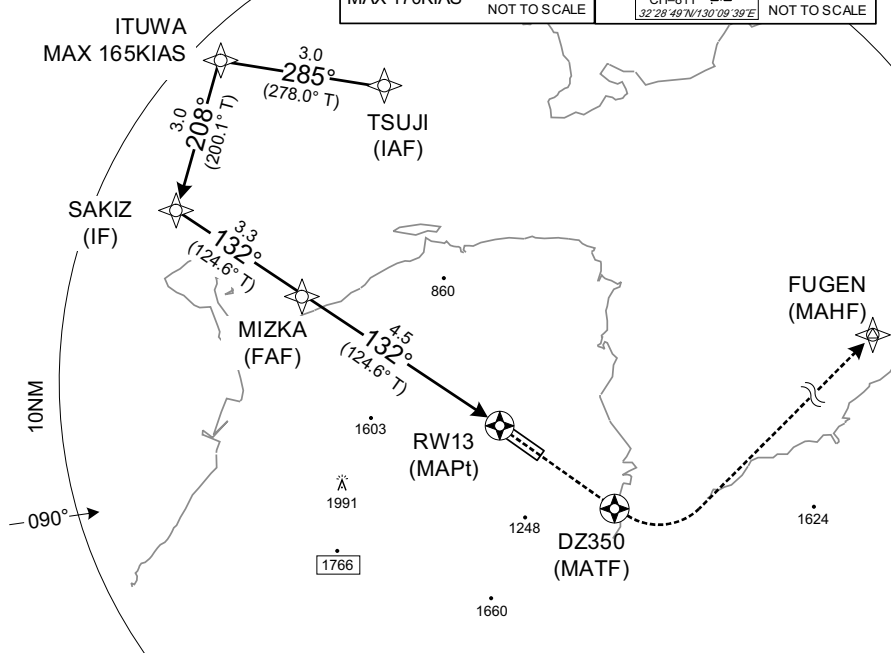 MAX 170KIAS
NOT TO SCALE
32°28'49"N/130°09'39"E
NOT TO SCALE
ITUWA
MAX 165KIAS
3.0
285°
(278.0° T)
TSUJI
(IAF)
3.0
208°
(200.1° T)
SAKIZ
(IF)
3.3
132°
(124.6° T)
860
FUGEN
(MAHF)
MIZKA
(FAF)
4.5
132°
(124.6° T)
10NM
1603
RW13
(MAPt)
1991
090°
1248
1624
DZ350
(MATF)
1766
1660